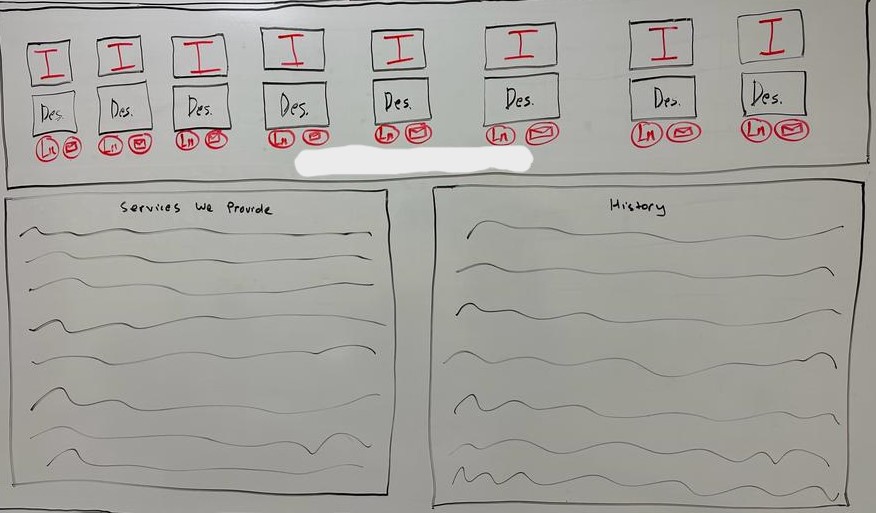 I I I I I I I I
Des. Des. Des. Des. Des. Des. Des. Des.
Ln Ln Ln Ln Ln Ln Ln Ln
Services We Provide
History